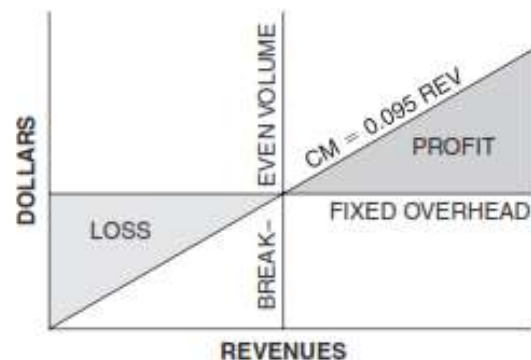 DOLLARS
BREAK–
EVEN VOLUME
CM = 0.095 REV
PROFIT
LOSS
FIXED OVERHEAD
REVENUES